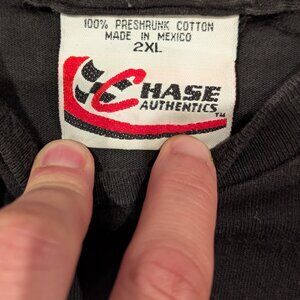 100% PRESHRUNK COTTON
MADE IN MEXICO
2XL
CHASE
AUTHENTICS
TM